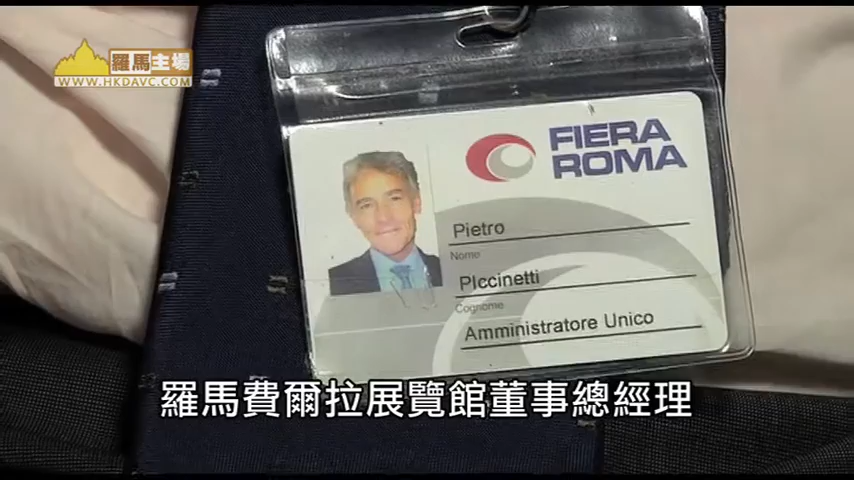 羅馬主場
WWW.HKDAVC.COM
FIERA
ROMA
Pietro
Nome
PIccinetti
Cognome
Amministratore Unico
羅馬費爾拉展覽館董事總經理